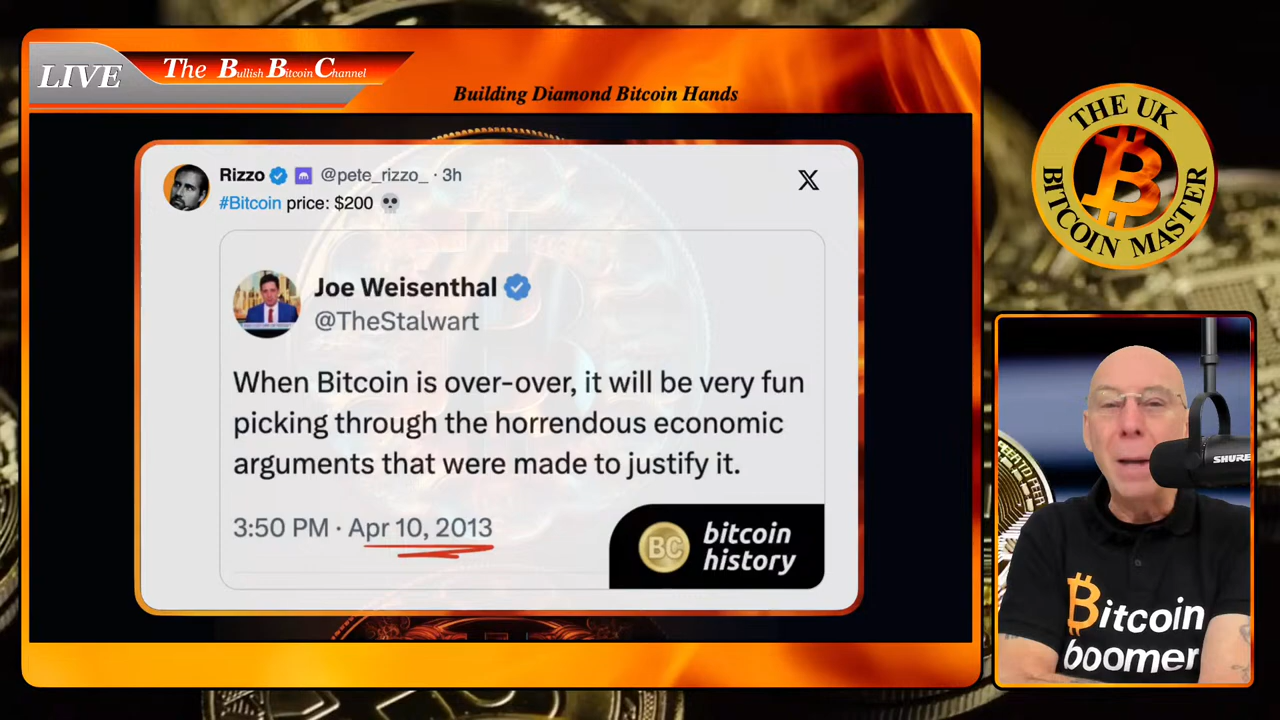 LIVE
The Bullish Bitcoin Channel
Building Diamond Bitcoin Hands
Rizzo @pete_rizzo_ · 3h
#Bitcoin price: $200 💀
X
Joe Weisenthal
@TheStalwart
When Bitcoin is over-over, it will be very fun
picking through the horrendous economic
arguments that were made to justify it.
3:50 PM · Apr 10, 2013
BC
bitcoin
history
THE UK
BITCOIN MASTER
SHURE
Bitcoin
boomer